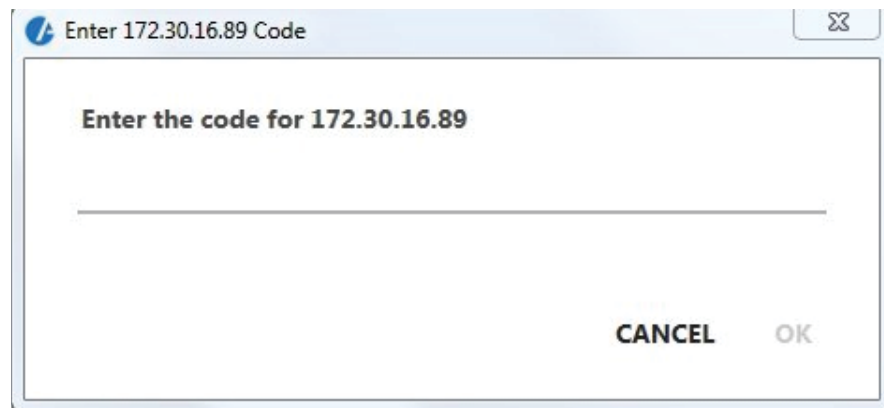 Enter 172.30.16.89 Code
Enter the code for 172.30.16.89
CANCEL OK